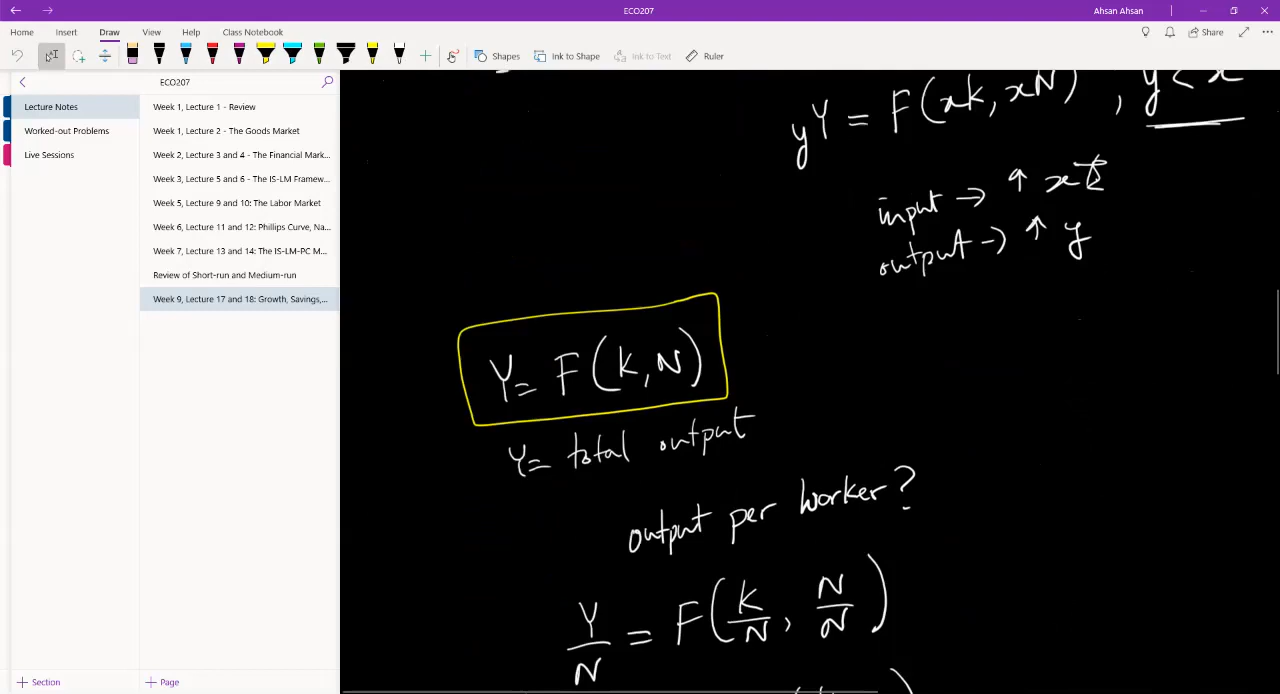 ECO207
Ahsan Ahsan
Home Insert Draw View Help Class Notebook
Share
Shapes Ink to Shape Ink to Text Ruler
ECO207
Lecture Notes
Worked-out Problems
Live Sessions
Week 1, Lecture 1 - Review
Week 1, Lecture 2 - The Goods Market
Week 2, Lecture 3 and 4 - The Financial Mark...
Week 3, Lecture 5 and 6 - The IS-LM Framew...
Week 5, Lecture 9 and 10: The Labor Market
Week 6, Lecture 11 and 12: Phillips Curve, Na...
Week 7, Lecture 13 and 14: The IS-LM-PC M...
Review of Short-run and Medium-run
Week 9, Lecture 17 and 18: Growth, Savings,...
yY = F(xK, xN), y < x
input → ↑ x
output → ↑ y
Y = F(K, N)
Y = total output
output per worker?
Y/N = F(K/N, N/N)
+ Section
+ Page